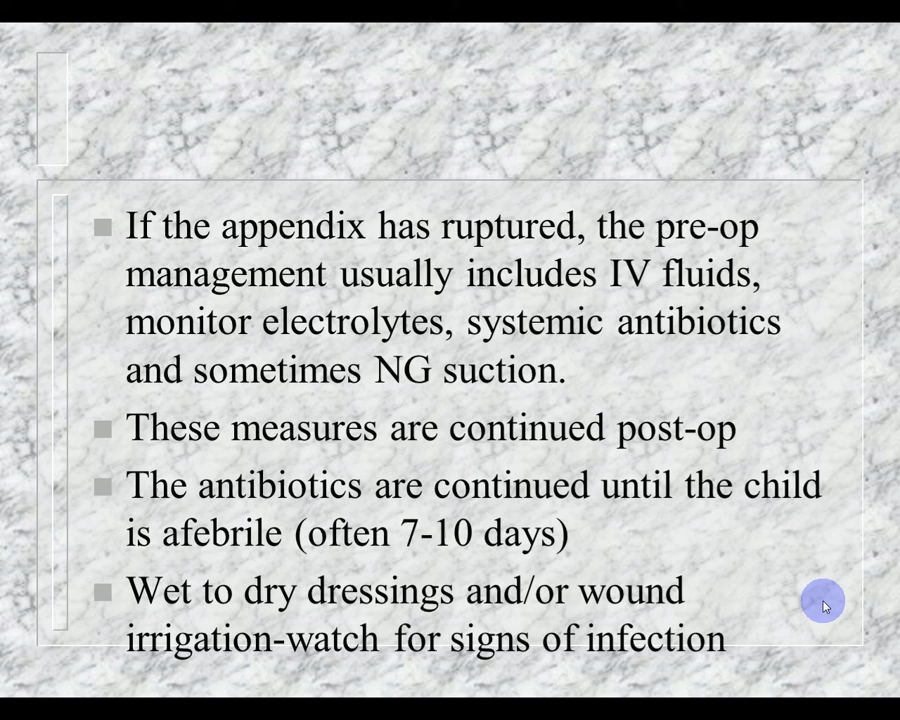 If the appendix has ruptured, the pre-op
management usually includes IV fluids,
monitor electrolytes, systemic antibiotics
and sometimes NG suction.
These measures are continued post-op
The antibiotics are continued until the child
is afebrile (often 7-10 days)
Wet to dry dressings and/or wound
irrigation-watch for signs of infection